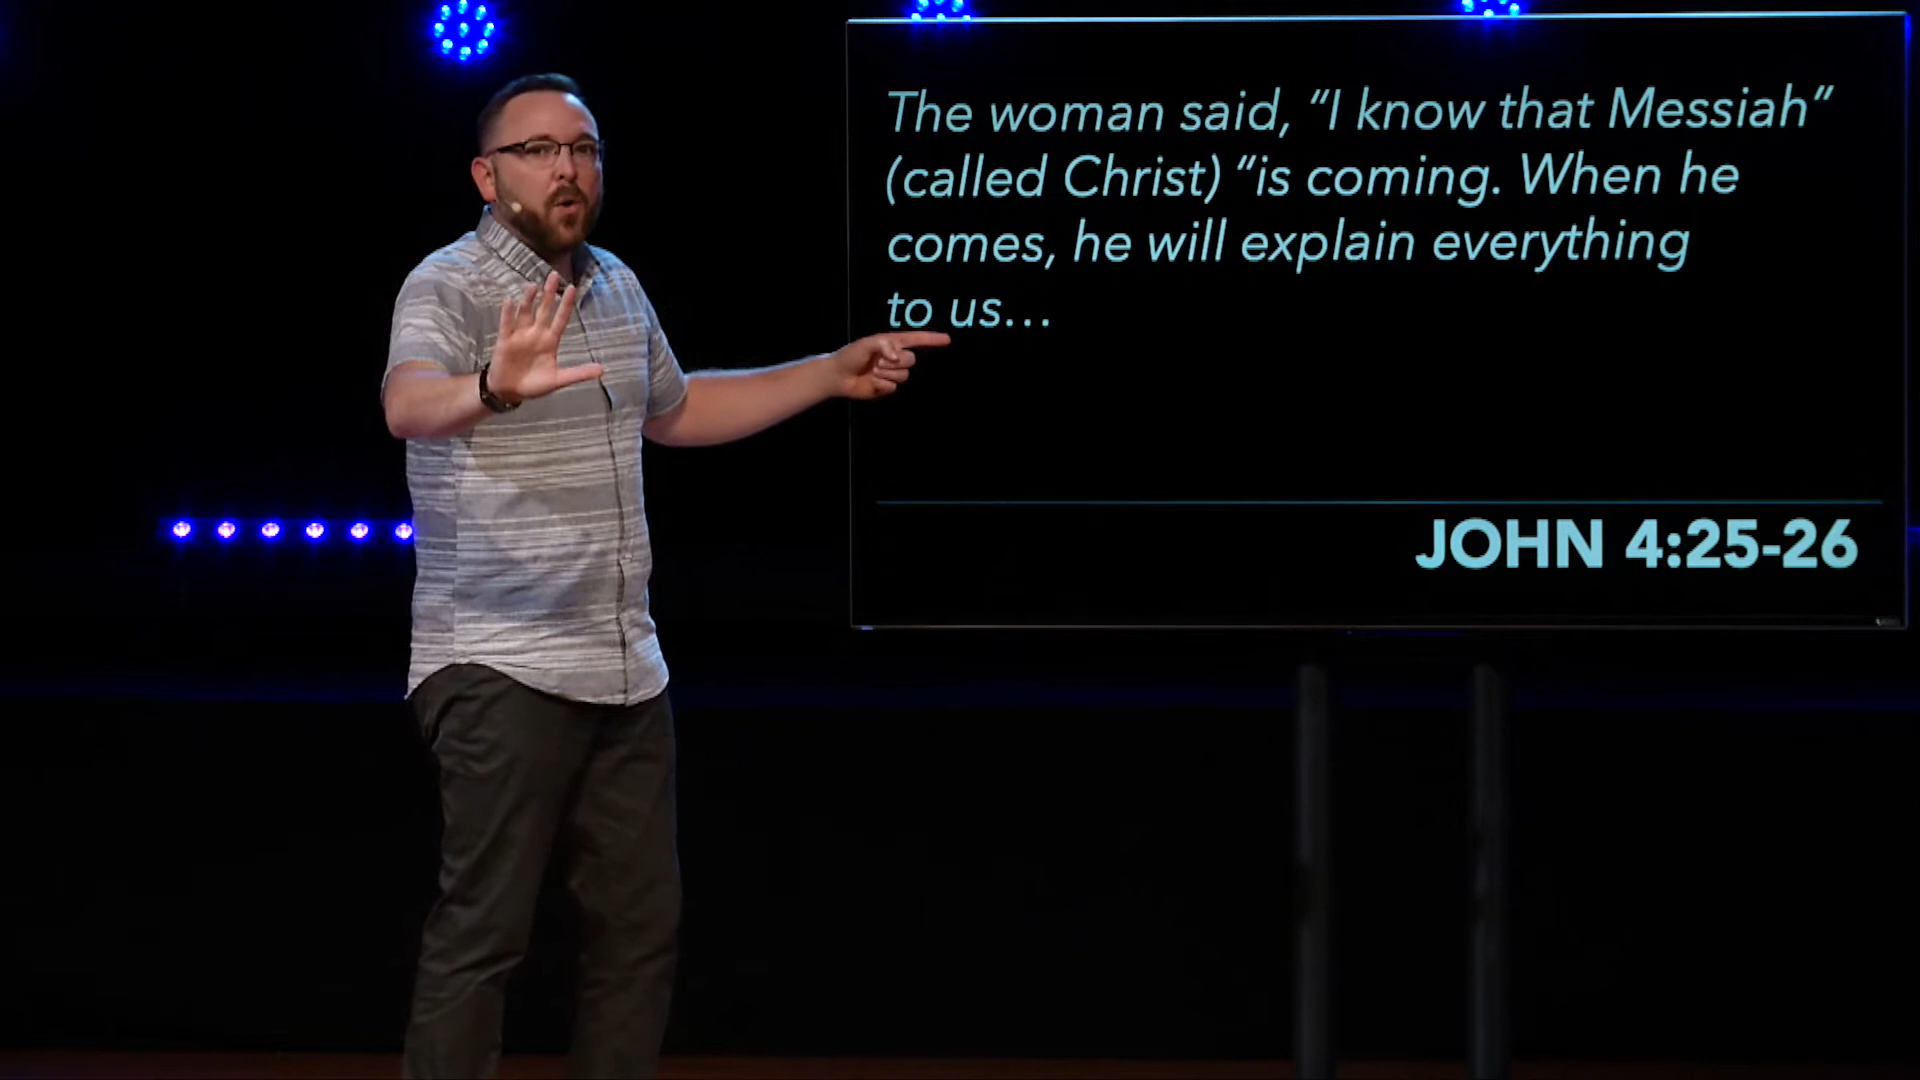 The woman said, “I know that Messiah”
(called Christ) “is coming. When he
comes, he will explain everything
to us…
JOHN 4:25-26